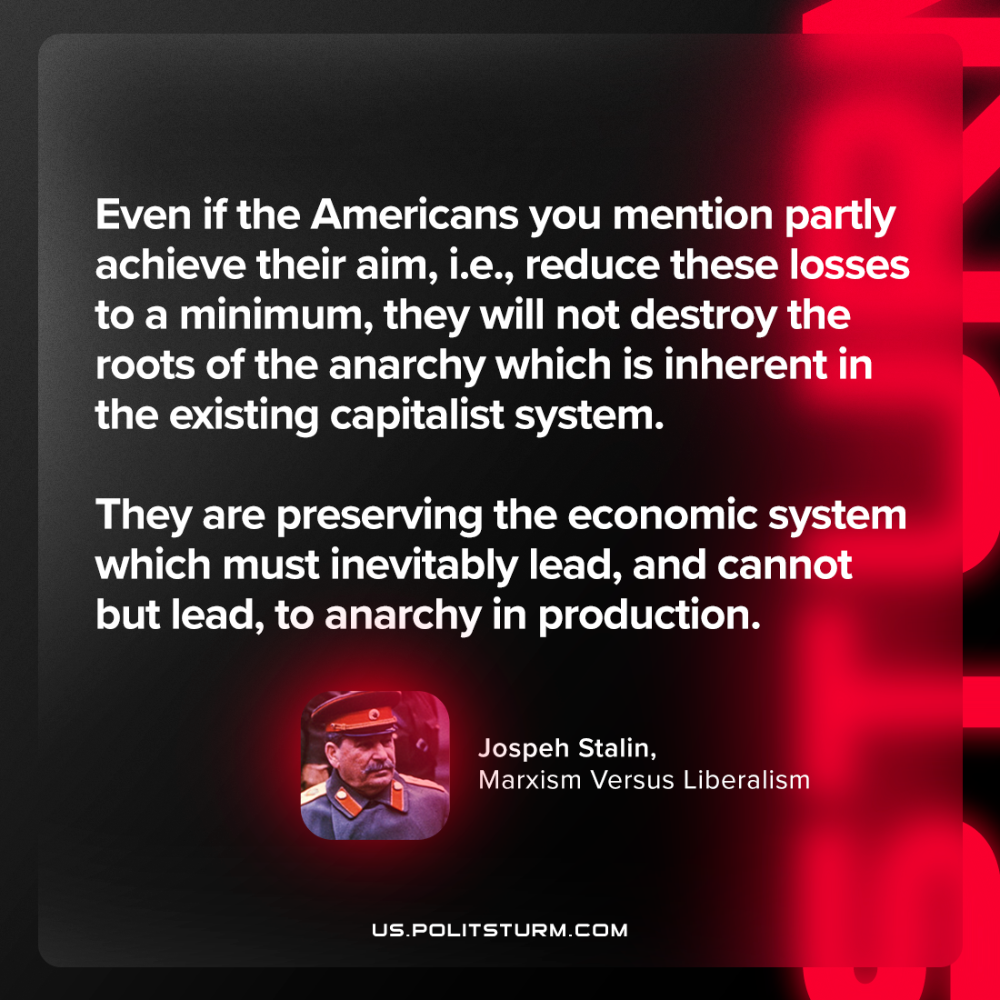 Even if the Americans you mention partly
achieve their aim, i.e., reduce these losses
to a minimum, they will not destroy the
roots of the anarchy which is inherent in
the existing capitalist system.
They are preserving the economic system
which must inevitably lead, and cannot
but lead, to anarchy in production.
Jospeh Stalin,
Marxism Versus Liberalism
US.POLITSTURM.COM